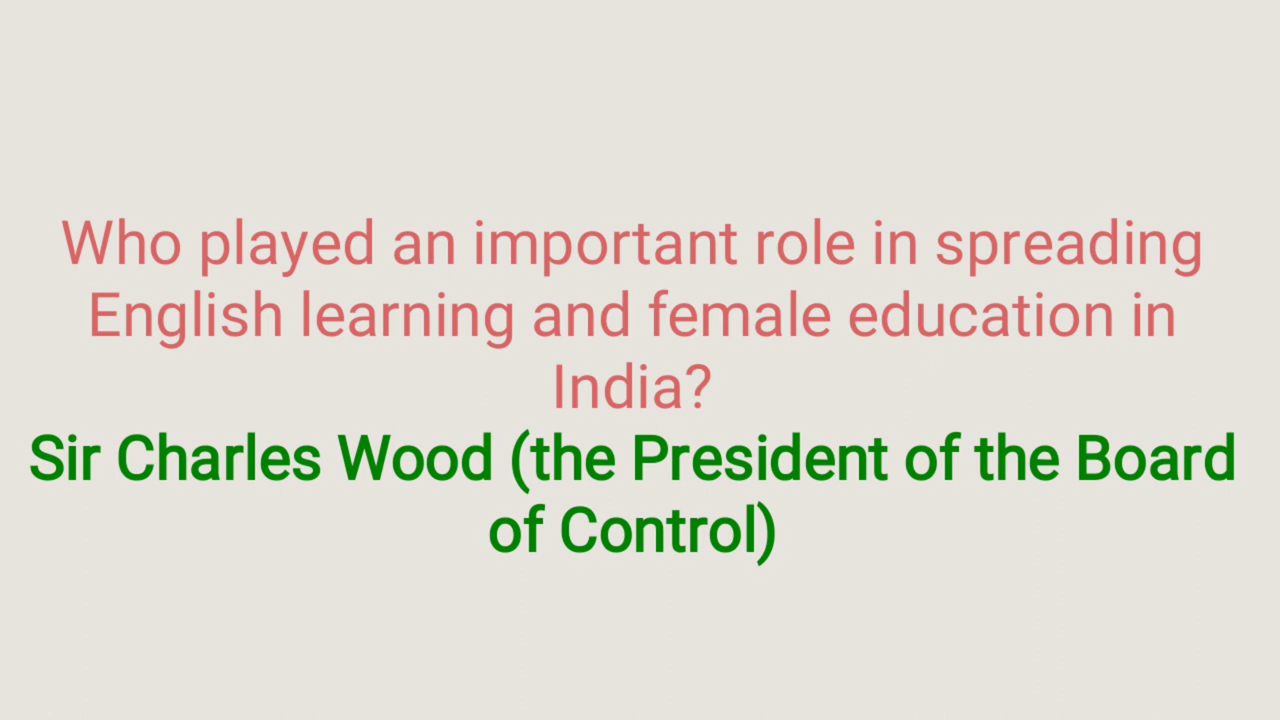 Who played an important role in spreading
English learning and female education in
India?
Sir Charles Wood (the President of the Board
of Control)